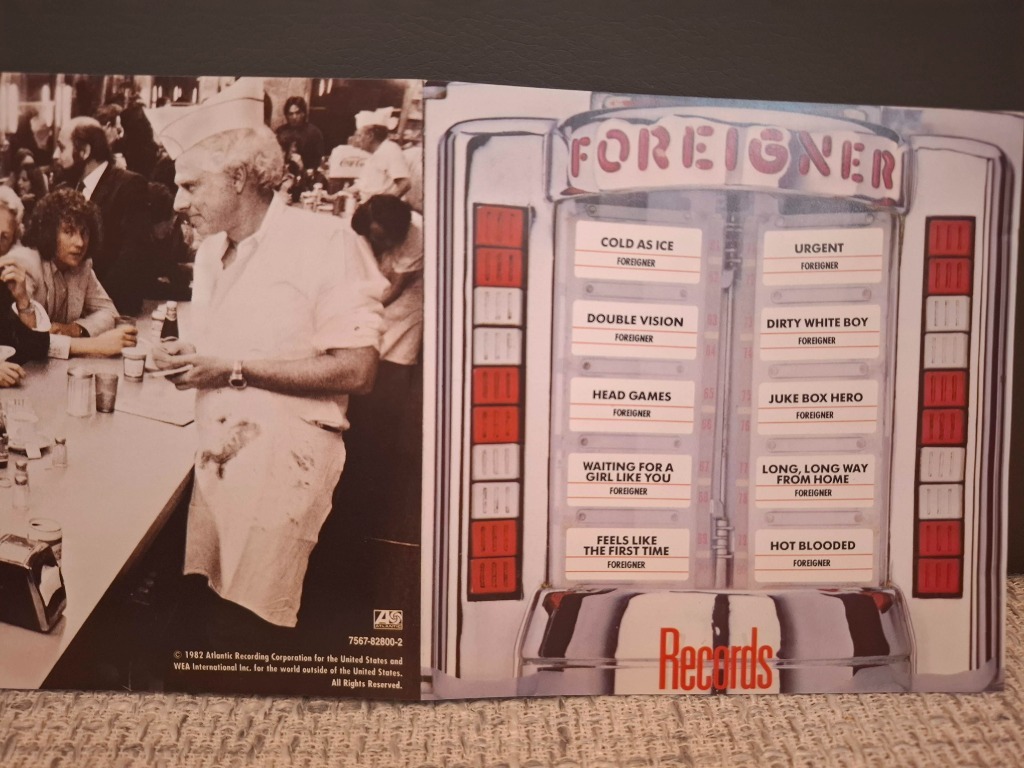 7567-82800-2
© 1982 Atlantic Recording Corporation for the United States and
WEA International Inc. for the world outside of the United States.
All Rights Reserved.
FOREIGNER
COLD AS ICE
FOREIGNER
DOUBLE VISION
FOREIGNER
HEAD GAMES
FOREIGNER
WAITING FOR A
GIRL LIKE YOU
FOREIGNER
FEELS LIKE
THE FIRST TIME
FOREIGNER
URGENT
FOREIGNER
DIRTY WHITE BOY
FOREIGNER
JUKE BOX HERO
FOREIGNER
LONG, LONG WAY
FROM HOME
FOREIGNER
HOT BLOODED
FOREIGNER
Records